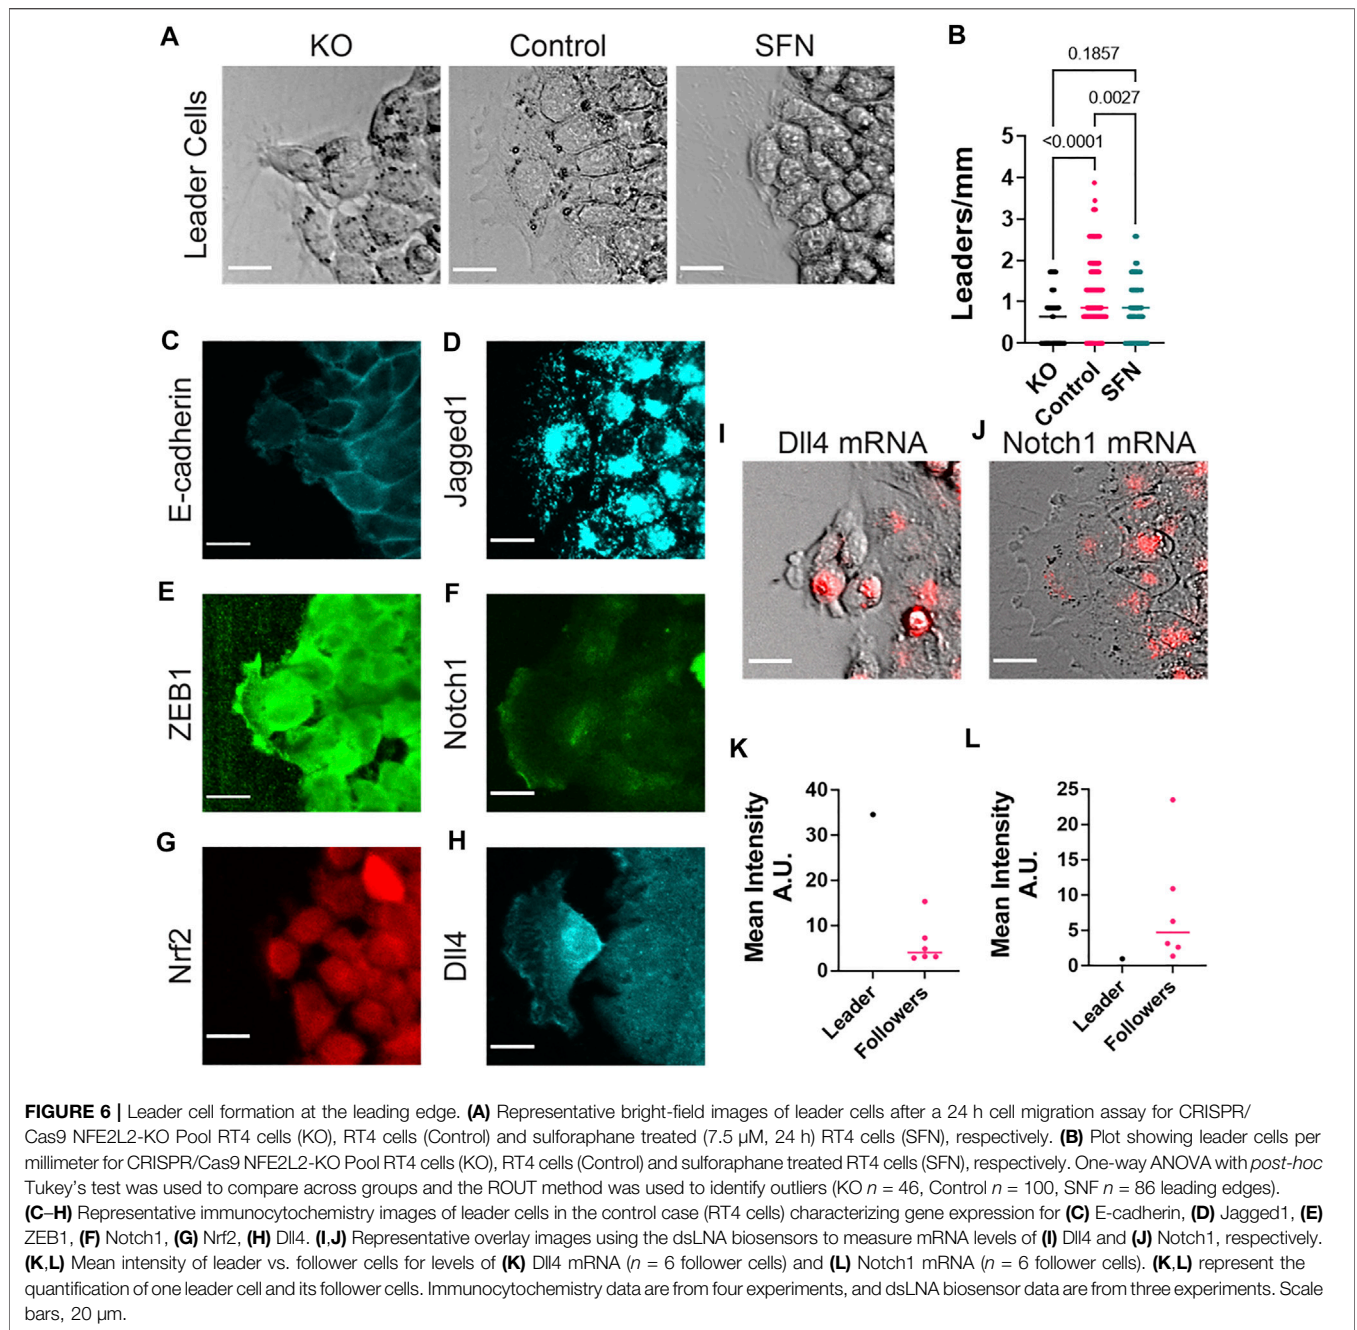 A
KO
Control
SFN
Leader Cells
B
0.1857
0.0027
<0.0001
Leaders/mm
5
4
3
2
1
0
KO
Control
SFN
C
E-cadherin
D
Jagged1
E
ZEB1
F
Notch1
G
Nrf2
H
Dll4
I
Dll4 mRNA
J
Notch1 mRNA
K
Mean Intensity
A.U.
40
30
20
10
0
Leader
Followers
L
Mean Intensity
A.U.
25
20
15
10
5
0
Leader
Followers
FIGURE 6 | Leader cell formation at the leading edge. (A) Representative bright-field images of leader cells after a 24 h cell migration assay for CRISPR/
Cas9 NFE2L2-KO Pool RT4 cells (KO), RT4 cells (Control) and sulforaphane treated (7.5 µM, 24 h) RT4 cells (SFN), respectively. (B) Plot showing leader cells per
millimeter for CRISPR/Cas9 NFE2L2-KO Pool RT4 cells (KO), RT4 cells (Control) and sulforaphane treated RT4 cells (SFN), respectively. One-way ANOVA with post-hoc
Tukey's test was used to compare across groups and the ROUT method was used to identify outliers (KO n = 46, Control n = 100, SNF n = 86 leading edges).
(C–H) Representative immunocytochemistry images of leader cells in the control case (RT4 cells) characterizing gene expression for (C) E-cadherin, (D) Jagged1, (E)
ZEB1, (F) Notch1, (G) Nrf2, (H) Dll4. (I,J) Representative overlay images using the dsLNA biosensors to measure mRNA levels of (I) Dll4 and (J) Notch1, respectively.
(K,L) Mean intensity of leader vs. follower cells for levels of (K) Dll4 mRNA (n = 6 follower cells) and (L) Notch1 mRNA (n = 6 follower cells). (K,L) represent the
quantification of one leader cell and its follower cells. Immunocytochemistry data are from four experiments, and dsLNA biosensor data are from three experiments. Scale
bars, 20 µm.